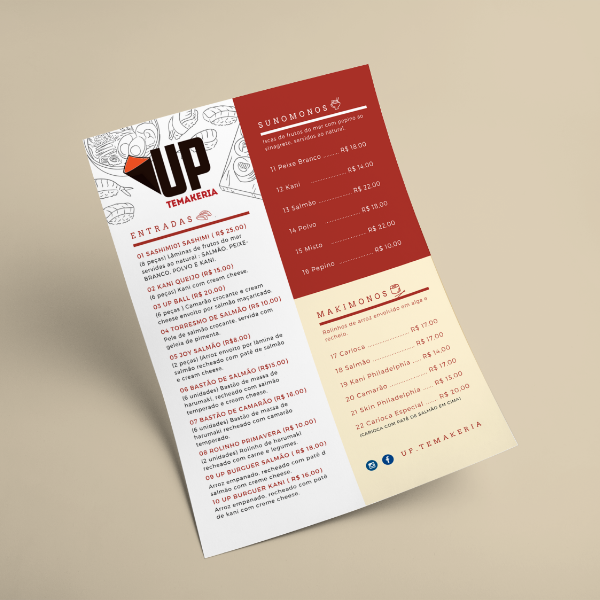 UP
TEMAKERIA
ENTRADAS
01 SASHIMI01 SASHIMI ( R$ 25,00)
(8 peças) Lâminas de frutos do mar
servidas ao natural : SALMÃO, PEIXE-
BRANCO, POLVO E KANI.
02 KANI QUEIJO (R$ 15,00)
(6 peças) Kani com cream cheese.
03 UP BALL (R$ 20,00)
(6 peças ) Camarão crocante e cream
cheese envolto por salmão maçaricado
04 TORRESMO DE SALMÃO (R$ 10,00)
Pele de salmão crocante, servida com
geleia de pimenta.
05 JOY SALMÃO (R$8,00)
(2 peças) (Arroz envolto por lâmina de
salmão recheado com patê de salmão
e cream cheese.
06 BASTÃO DE SALMÃO (R$15,00)
(6 unidades) Bastão de massa de
harumaki, recheado com salmão
temperado e cream cheese.
07 BASTÃO DE CAMARÃO (R$ 16,00)
(6 unidades) Bastão de massa de
harumaki recheado com camarão
temperado.
08 ROLINHO PRIMAVERA (R$ 10,00)
(2 unidades) Rolinho de harumaki
recheado com carne e legumes.
09 UP BURGUER SALMÃO ( R$ 18,00)
Arroz empanado, recheado com patê d
salmão com creme cheese.
10 UP BURGUER KANI ( R$ 16,00)
Arroz empanado, recheado com patê
de kani com creme cheese.
SUNOMONOS
Iscas de frutos do mar com pepino ao
vinagrete, servidos ao natural.
11 Peixe Branco ...... R$ 18,00
12 Kani .................... R$ 14,00
13 Salmão ................ R$ 22,00
14 Polvo .................. R$ 18,00
15 Misto .................. R$ 22,00
16 Pepino ................ R$ 10,00
MAKIMONOS
Rolinhos de arroz envolvido em alga e
recheio.
17 Carioca ................ R$ 17,00
18 Salmão ................ R$ 17,00
19 Kani Philadelphia .... R$ 14,00
20 Camarão .............. R$ 17,00
21 Skin Philadelphia .... R$ 15,00
22 Carioca Especial .... R$ 20,00
(CARIOCA COM PATÊ DE SALMÃO EM CIMA)
UP-TEMAKERIA